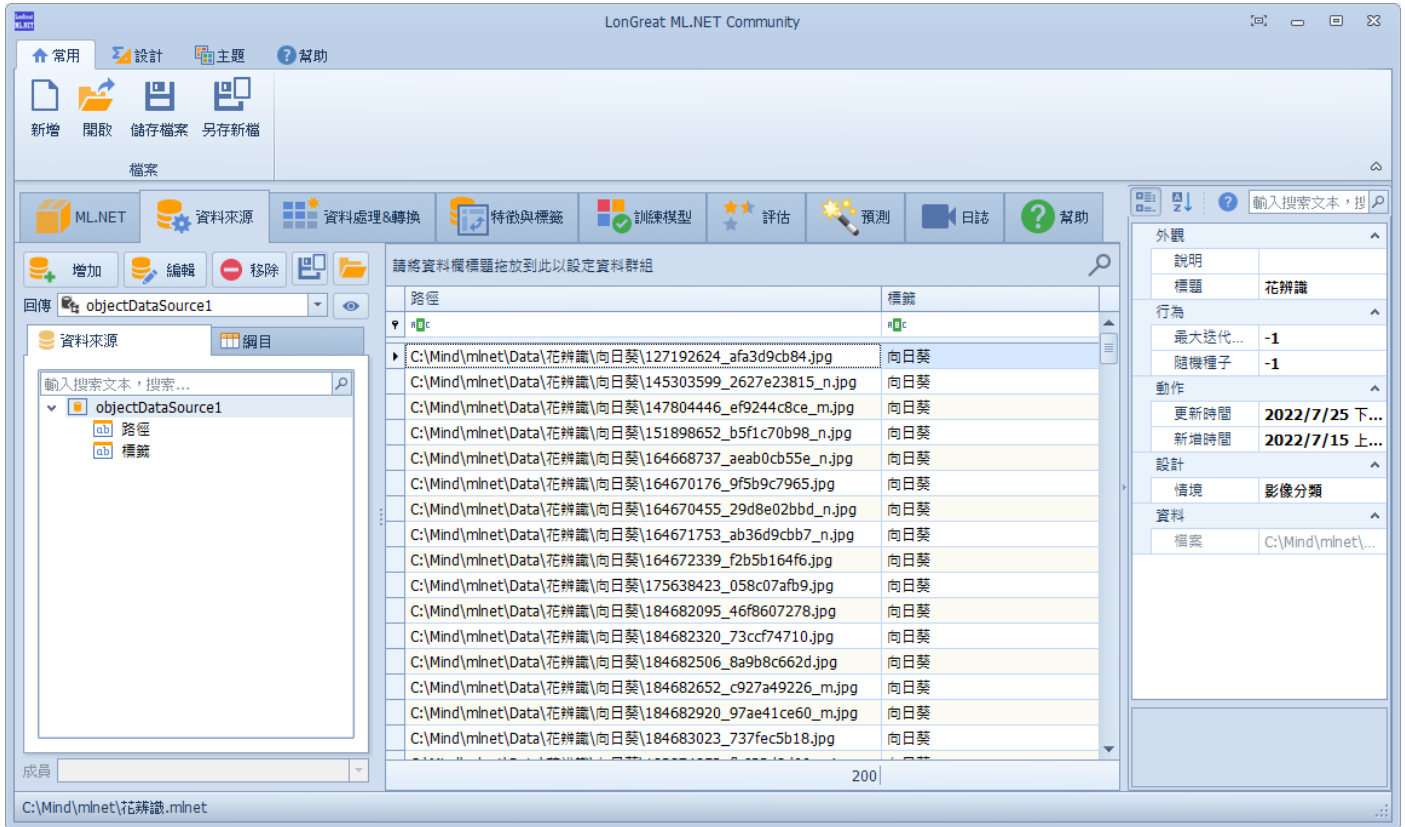 LonGreat ML.NET
LonGreat ML.NET Community
常用 設計 主題 ? 幫助
新增 開啟 儲存檔案 另存新檔
檔案
ML.NET 資料來源 資料處理&轉換 特徵與標籤 訓練模型 評估 預測 日誌 ? 幫助
增加 編輯 移除
回傳 objectDataSource1
資料來源 綱目
輸入搜索文本，搜索...
objectDataSource1
ab 路徑
ab 標籤
成員
請將資料欄標題拖放到此以設定資料群組
路徑 標籤
ABC ABC
C:\Mind\mlnet\Data\花辨識\向日葵\127192624_afa3d9cb84.jpg 向日葵
C:\Mind\mlnet\Data\花辨識\向日葵\145303599_2627e23815_n.jpg 向日葵
C:\Mind\mlnet\Data\花辨識\向日葵\147804446_ef9244c8ce_m.jpg 向日葵
C:\Mind\mlnet\Data\花辨識\向日葵\151898652_b5f1c70b98_n.jpg 向日葵
C:\Mind\mlnet\Data\花辨識\向日葵\164668737_aeab0cb55e_n.jpg 向日葵
C:\Mind\mlnet\Data\花辨識\向日葵\164670176_9f5b9c7965.jpg 向日葵
C:\Mind\mlnet\Data\花辨識\向日葵\164670455_29d8e02bbd_n.jpg 向日葵
C:\Mind\mlnet\Data\花辨識\向日葵\164671753_ab36d9cbb7_n.jpg 向日葵
C:\Mind\mlnet\Data\花辨識\向日葵\164672339_f2b5b164f6.jpg 向日葵
C:\Mind\mlnet\Data\花辨識\向日葵\175638423_058c07afb9.jpg 向日葵
C:\Mind\mlnet\Data\花辨識\向日葵\184682095_46f8607278.jpg 向日葵
C:\Mind\mlnet\Data\花辨識\向日葵\184682320_73ccf74710.jpg 向日葵
C:\Mind\mlnet\Data\花辨識\向日葵\184682506_8a9b8c662d.jpg 向日葵
C:\Mind\mlnet\Data\花辨識\向日葵\184682652_c927a49226_m.jpg 向日葵
C:\Mind\mlnet\Data\花辨識\向日葵\184682920_97ae41ce60_m.jpg 向日葵
C:\Mind\mlnet\Data\花辨識\向日葵\184683023_737fec5b18.jpg 向日葵
200
AZ ? 輸入搜索文本，搜
外觀
說明
標題 花辨識
行為
最大迭代... -1
隨機種子 -1
動作
更新時間 2022/7/25 下...
新增時間 2022/7/15 上...
設計
情境 影像分類
資料
檔案 C:\Mind\mlnet\...
C:\Mind\mlnet\花辨識.mlnet